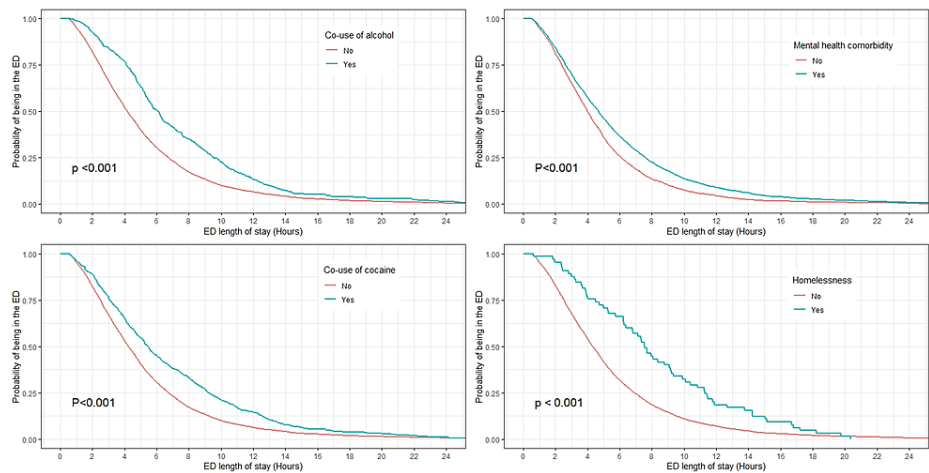 Probability of being in the ED
1.00
0.75
0.50
0.25
0.00
Co-use of alcohol
No
Yes
p <0.001
0 2 4 6 8 10 12 14 16 18 20 22 24
ED length of stay (Hours)
Probability of being in the ED
1.00
0.75
0.50
0.25
0.00
Mental health comorbidity
No
Yes
P<0.001
0 2 4 6 8 10 12 14 16 18 20 22 24
ED length of stay (Hours)
Probability of being in the ED
1.00
0.75
0.50
0.25
0.00
Co-use of cocaine
No
Yes
P<0.001
0 2 4 6 8 10 12 14 16 18 20 22 24
ED length of stay (Hours)
Probability of being in the ED
1.00
0.75
0.50
0.25
0.00
Homelessness
No
Yes
p < 0.001
0 2 4 6 8 10 12 14 16 18 20 22 24
ED length of stay (Hours)